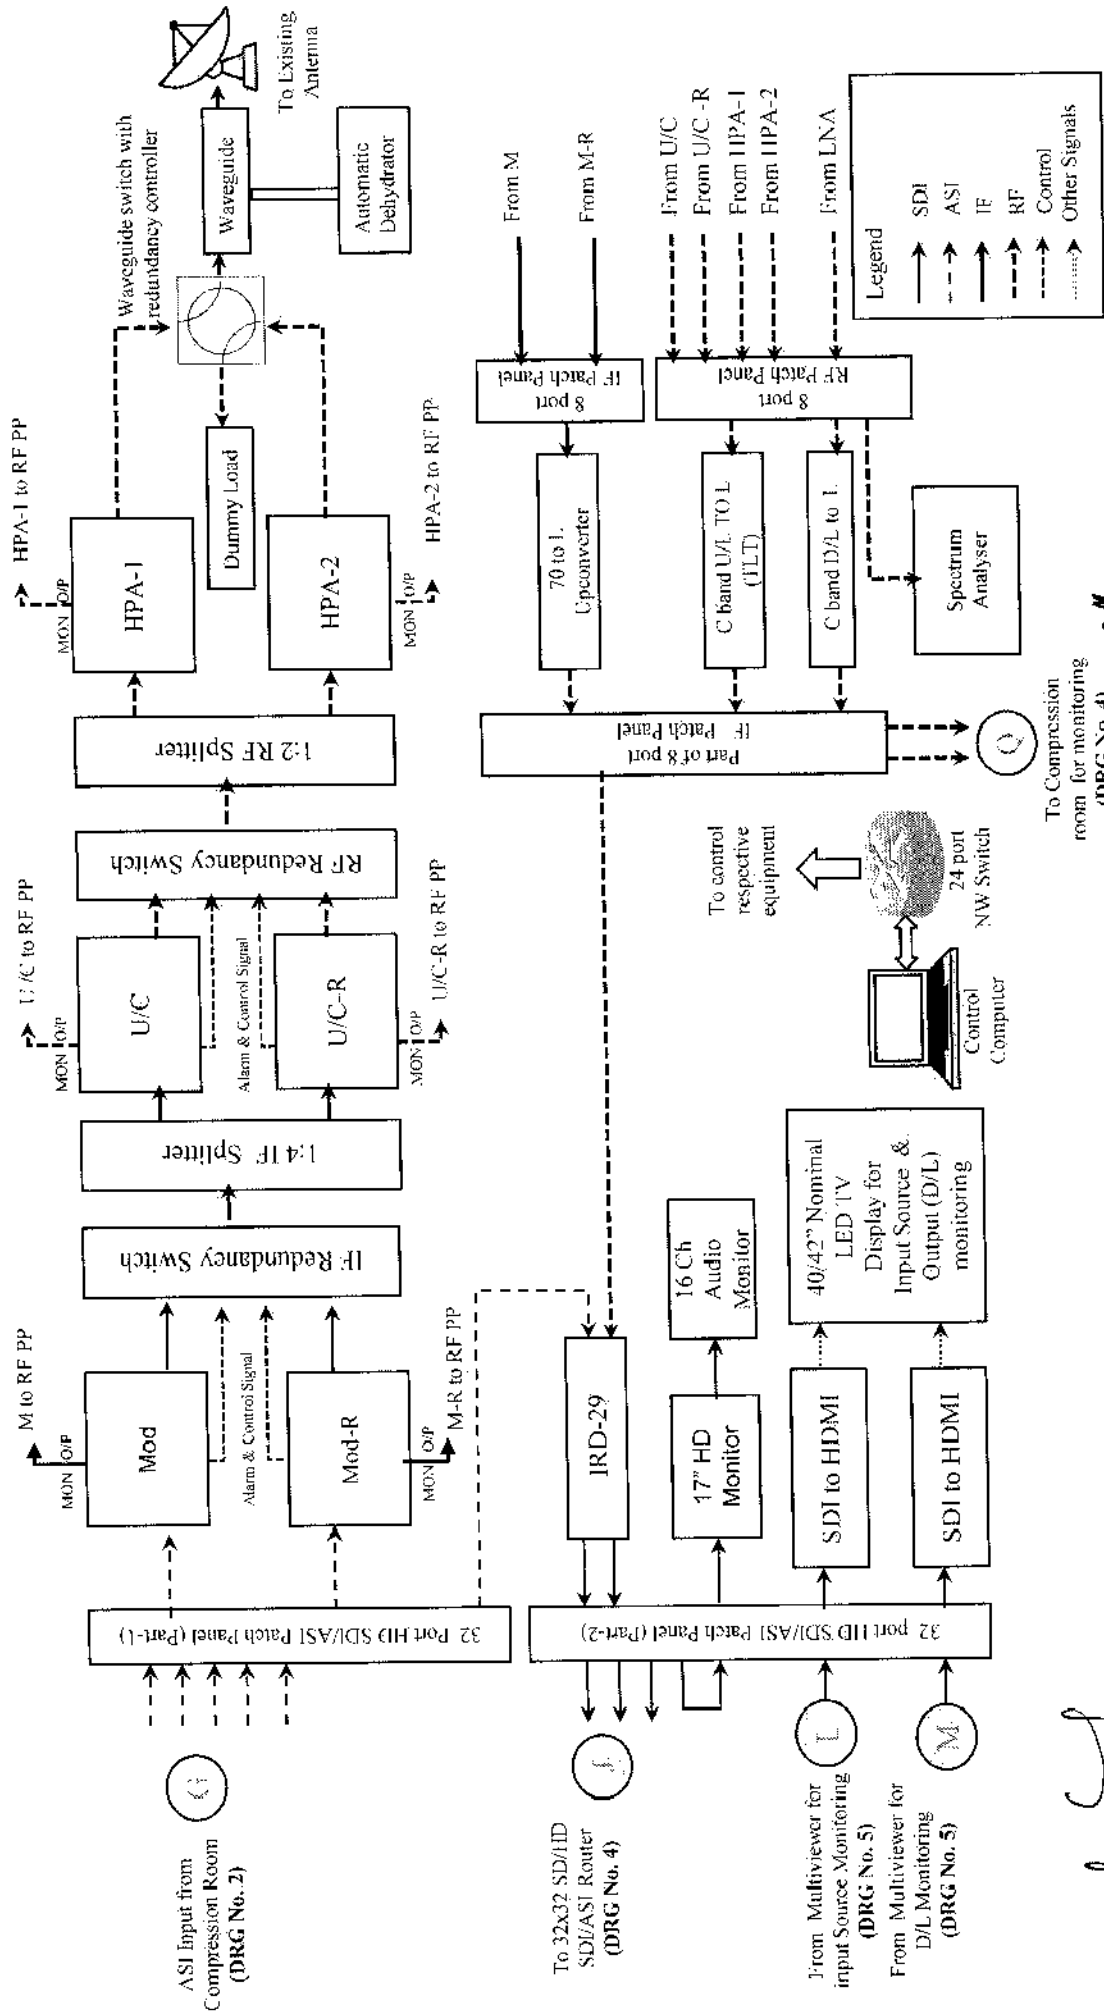 ASI Input from
Compression Room
(DRG No. 2)
G
32 Port HD SDI/ASI Patch Panel (Part-1)
M to RF PP
MON O/P
Mod
Alarm & Control Signal
Mod-R
MON O/P
M-R to RF PP
IF Redundancy Switch
1:4 IF Splitter
U/C to RF PP
MON O/P
U/C
Alarm & Control Signal
U/C-R
MON O/P
U/C-R to RF PP
RF Redundancy Switch
1:2 RF Splitter
HPA-1 to RF PP
MON O/P
HPA-1
Dummy Load
HPA-2
MON O/P
HPA-2 to RF PP
Waveguide switch with
redundancy controller
Waveguide
Automatic
Dehydrator
To Existing
Antenna
To 32x32 SD/HD
SDI/ASI Router
(DRG No. 4)
J
From Multiviewer for
input Source Monitoring
(DRG No. 5)
L
From Multiviewer for
D/L Monitoring
(DRG No. 5)
M
32 port HD SDI/ASI Patch Panel (Part-2)
IRD-29
17" HD
Monitor
16 Ch
Audio
Monitor
SDI to HDMI
SDI to HDMI
40/42" Nominal
LED TV
Display for
Input Source &
Output (D/L)
monitoring
Control
Computer
24 port
NW Switch
To control
respective
equipment
Part of 8 port
IF Patch
Panel
Q
To Compression
room for monitoring
(DRG No. 4)
70 to L
Upconverter
C band U/L TO L
(TLT)
C band D/L to L
Spectrum
Analyser
8 port
IF Patch Panel
8 port
RF Patch Panel
From M
From M-R
From U/C
From U/C -R
From HPA-1
From HPA-2
From LNA
Legend
SDI
ASI
IF
RF
Control
Other Signals